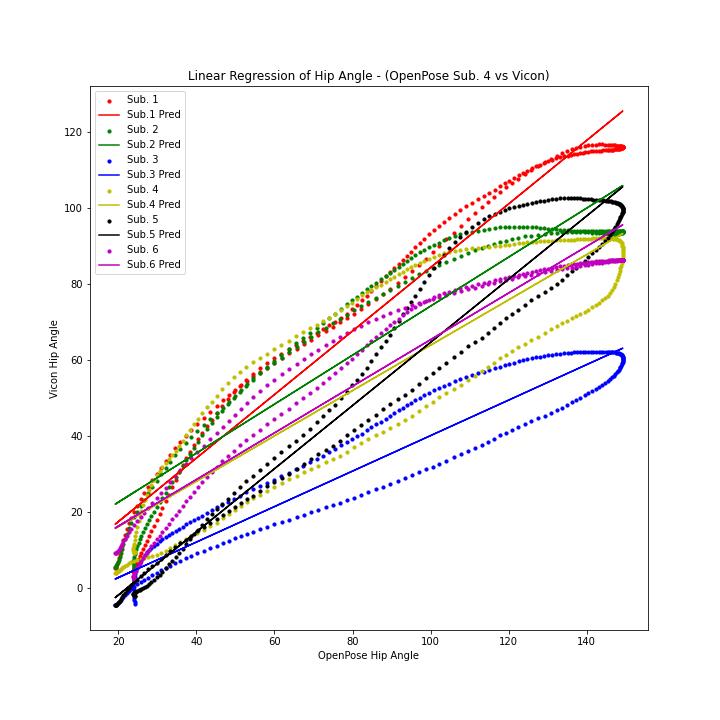 Linear Regression of Hip Angle - (OpenPose Sub. 4 vs Vicon)
Sub. 1
Sub.1 Pred
Sub. 2
Sub.2 Pred
Sub. 3
Sub.3 Pred
Sub. 4
Sub.4 Pred
Sub. 5
Sub.5 Pred
Sub. 6
Sub.6 Pred
Vicon Hip Angle
120
100
80
60
40
20
0
20 40 60 80 100 120 140
OpenPose Hip Angle